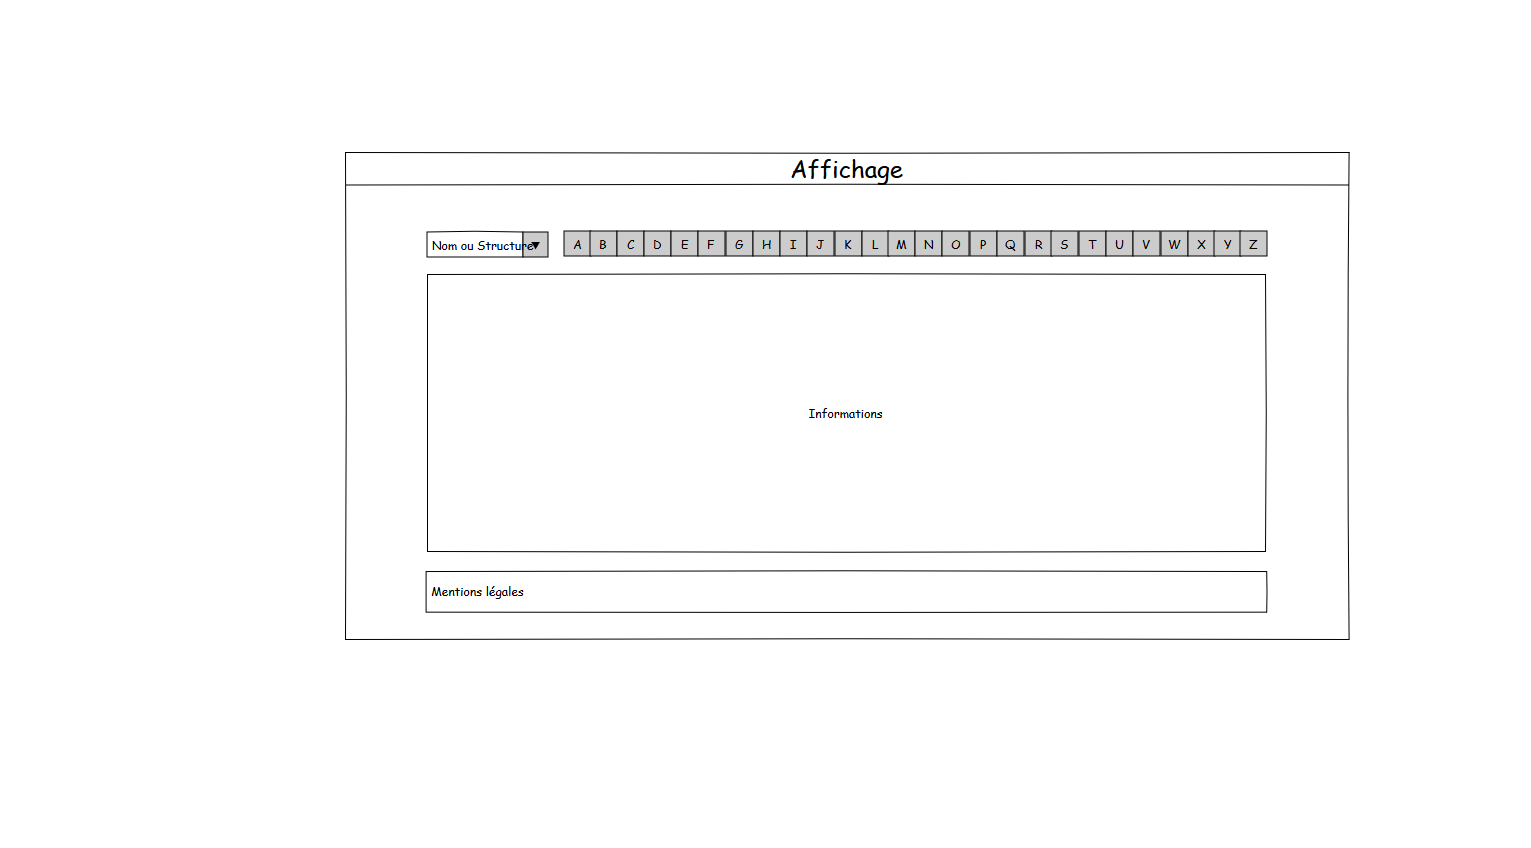 Affichage
Nom ou Structure A B C D E F G H I J K L M N O P Q R S T U V W X Y Z
Informations
Mentions légales